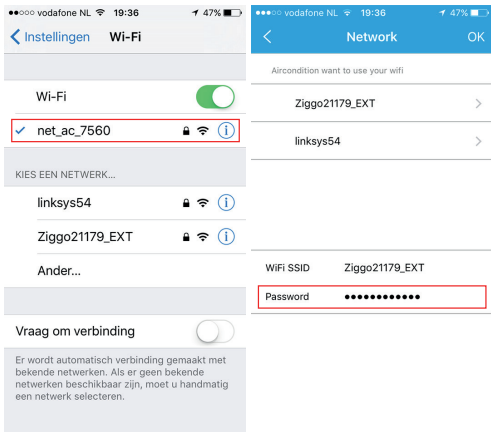 vodafone NL 19:36 47%
Instellingen Wi-Fi
Wi-Fi
net_ac_7560
KIES EEN NETWERK...
linksys54
Ziggo21179_EXT
Ander...
Vraag om verbinding
Er wordt automatisch verbinding gemaakt met
bekende netwerken. Als er geen bekende
netwerken beschikbaar zijn, moet u handmatig
een netwerk selecteren.
vodafone NL 19:36 47%
Network OK
Aircondition want to use your wifi
Ziggo21179_EXT
linksys54
WiFi SSID Ziggo21179_EXT
Password ●●●●●●●●●●●●